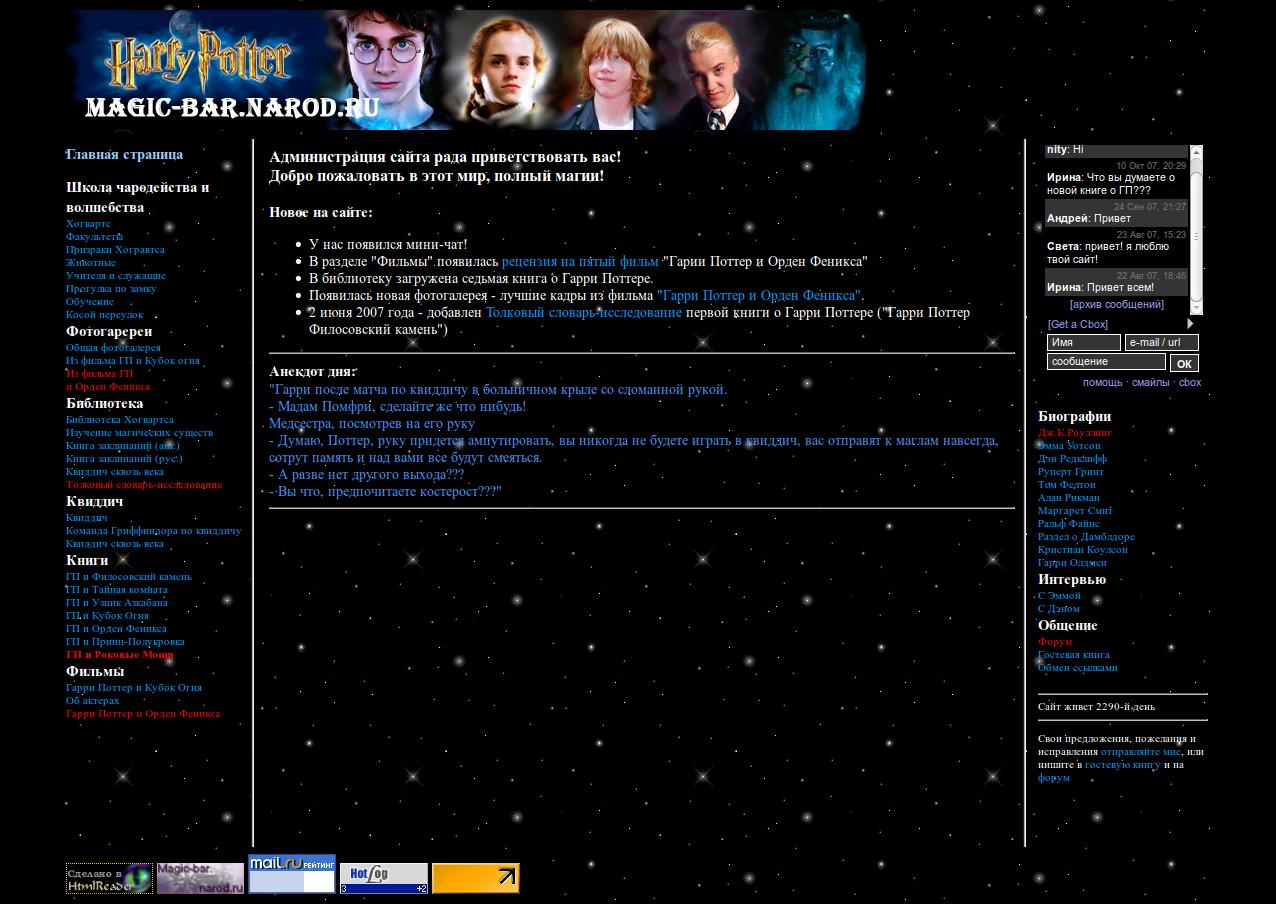 Harry Potter
MAGIC-BAR.NAROD.RU
Главная страница
Школа чародейства и
волшебства
Хогвартс
Факультеты
Призраки Хогравтса
Животные
Учителя и служащие
Прогулка по замку
Обучение
Косой переулок
Фотогаререи
Общая фотогалерея
Из фильма ГП и Кубок огня
Из фильма ГП
и Орден Феникса
Библиотека
Библиотека Хогвартса
Изучение магических существ
Книга заклинаний (анг.)
Книга заклинаний (рус.)
Квиддич сквозь века
Толковый словарь-исследование
Квиддич
Квиддич
Команда Гриффиндора по квиддичу
Квиддич сквозь века
Книги
ГП и Филосовский камень
ГП и Тайная комната
ГП и Узник Азкабана
ГП и Кубок Огня
ГП и Орден Феникса
ГП и Принц-Полукровка
ГП и Роковые Мощи
Фильмы
Гарри Поттер и Кубок Огня
Об актерах
Гарри Поттер и Орден Феникса
Администрация сайта рада приветствовать вас!
Добро пожаловать в этот мир, полный магии!
Новое на сайте:
У нас появился мини-чат!
В разделе "Фильмы" появилась рецензия на пятый фильм "Гарии Поттер и Орден Феникса"
В библиотеку загружена седьмая книга о Гарри Поттере.
Появилась новая фотогалерея - лучшие кадры из фильма "Гарри Поттер и Орден Феникса".
2 июня 2007 года - добавлен Толковый словарь-исследование первой книги о Гарри Поттере ("Гарри Поттер
Филосовский камень")
Анекдот дня:
"Гарри после матча по квиддичу в больничном крыле со сломанной рукой.
- Мадам Помфри, сделайте же что нибудь!
Медсестра, посмотрев на его руку
- Думаю, Поттер, руку придется ампутировать, вы никогда не будете играть в квиддич, вас отправят к маглам навсегда,
сотрут память и над вами все будут смеяться.
- А разве нет другого выхода???
- Вы что, предпочитаете костерост???"
nity: Hi
10 Окт 07, 20:29
Ирина: Что вы думаете о
новой книге о ГП???
24 Сен 07, 21:27
Андрей: Привет
23 Авг 07, 15:23
Света: привет! я люблю
твой сайт!
22 Авг 07, 18:46
Ирина: Привет всем!
[архив сообщений]
[Get a Cbox]
Имя e-mail / url
сообщение OK
помощь · смайлы · cbox
Биографии
Дж.К.Роулинг
Эмма Уотсон
Дэн Редклифф
Руперт Гринт
Том Фелтон
Алан Рикман
Маргарет Смит
Ральф Файнс
Раздел о Дамблдоре
Кристиан Коулсон
Гарри Олдмен
Интервью
С Эммой
С Дэном
Общение
Форум
Гостевая книга
Обмен ссылками
Сайт живет 2290-й день
Свои предложения, пожелания и
исправления отправляйте мне, или
пишите в гостевую книгу и на
форум
Сделано в
HtmlReader
Magic-bar.
narod.ru
mail.ru РЕЙТИНГ
HotLog
3 +2